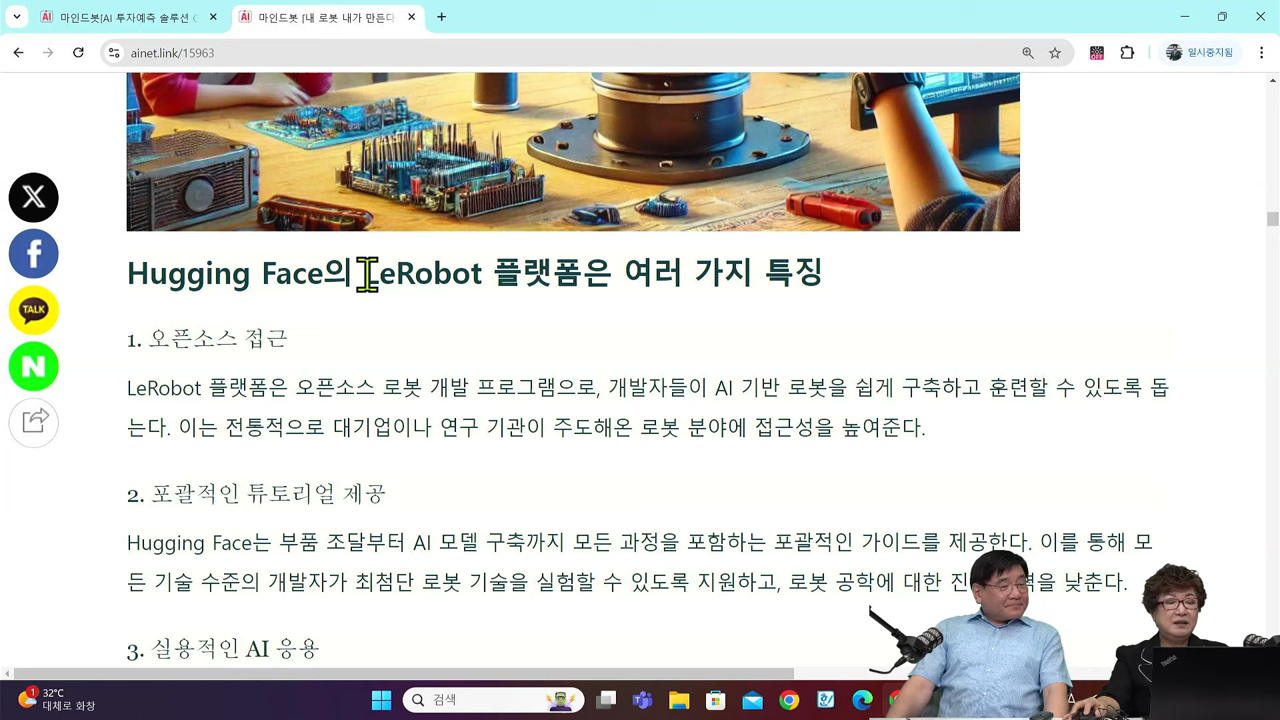 AI 마인드봇[AI 투자예측 솔루션 C
AI 마인드봇 [내 로봇 내가 만든다
ainet.link/15963
OFF
일시중지됨
Hugging Face의 LeRobot 플랫폼은 여러 가지 특징
1. 오픈소스 접근
LeRobot 플랫폼은 오픈소스 로봇 개발 프로그램으로, 개발자들이 AI 기반 로봇을 쉽게 구축하고 훈련할 수 있도록 돕
는다. 이는 전통적으로 대기업이나 연구 기관이 주도해온 로봇 분야에 접근성을 높여준다.
2. 포괄적인 튜토리얼 제공
Hugging Face는 부품 조달부터 AI 모델 구축까지 모든 과정을 포함하는 포괄적인 가이드를 제공한다. 이를 통해 모
든 기술 수준의 개발자가 최첨단 로봇 기술을 실험할 수 있도록 지원하고, 로봇 공학에 대한 진 을 낮춘다.
3. 실용적인 AI 응용
X
f
TALK
N
1
32°C
대체로 화창
검색
ThinkPad